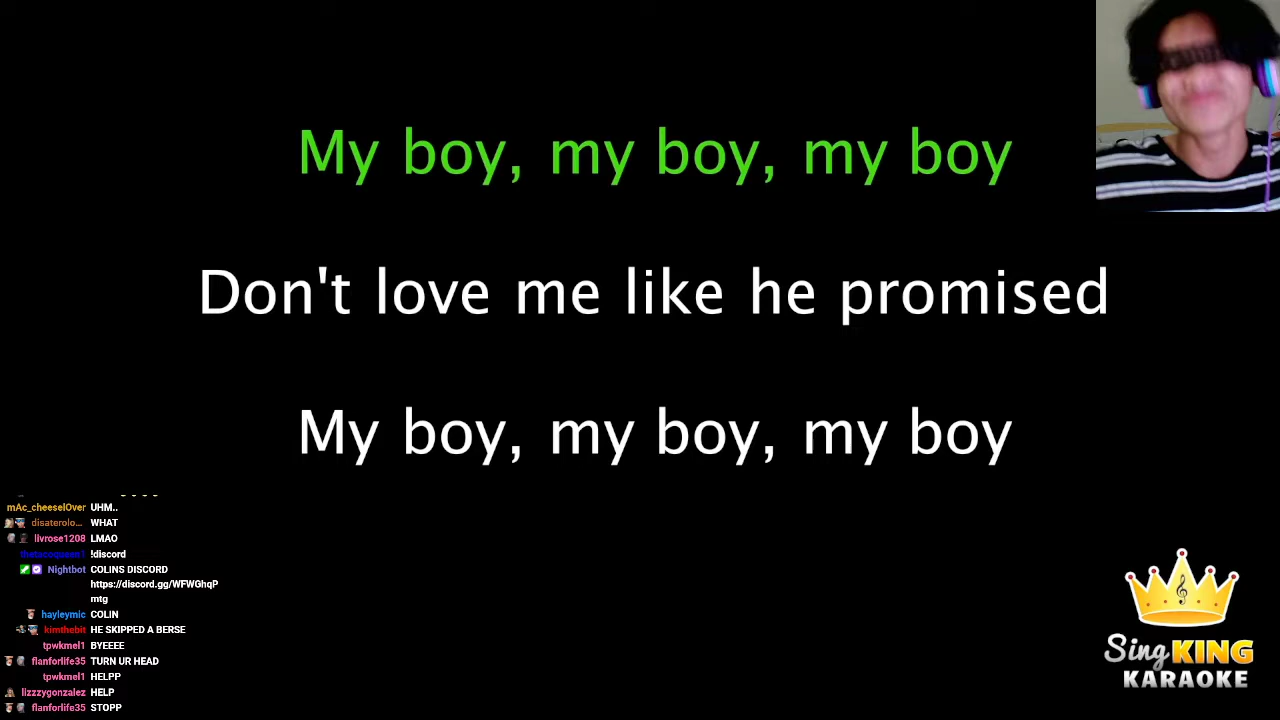 My boy, my boy, my boy
Don't love me like he promised
My boy, my boy, my boy
mAc_cheeselOver UHM..
disaterolo... WHAT
livrose1208 LMAO
thetacoqueen1 !discord
Nightbot COLINS DISCORD
https://discord.gg/WFWGhqP
mtg
hayleymic COLIN
kimthebit HE SKIPPED A BERSE
tpwkmel1 BYEEEE
flanforlife35 TURN UR HEAD
tpwkmel1 HELPP
lizzzygonzalez HELP
flanforlife35 STOPP
Sing KING
KARAOKE